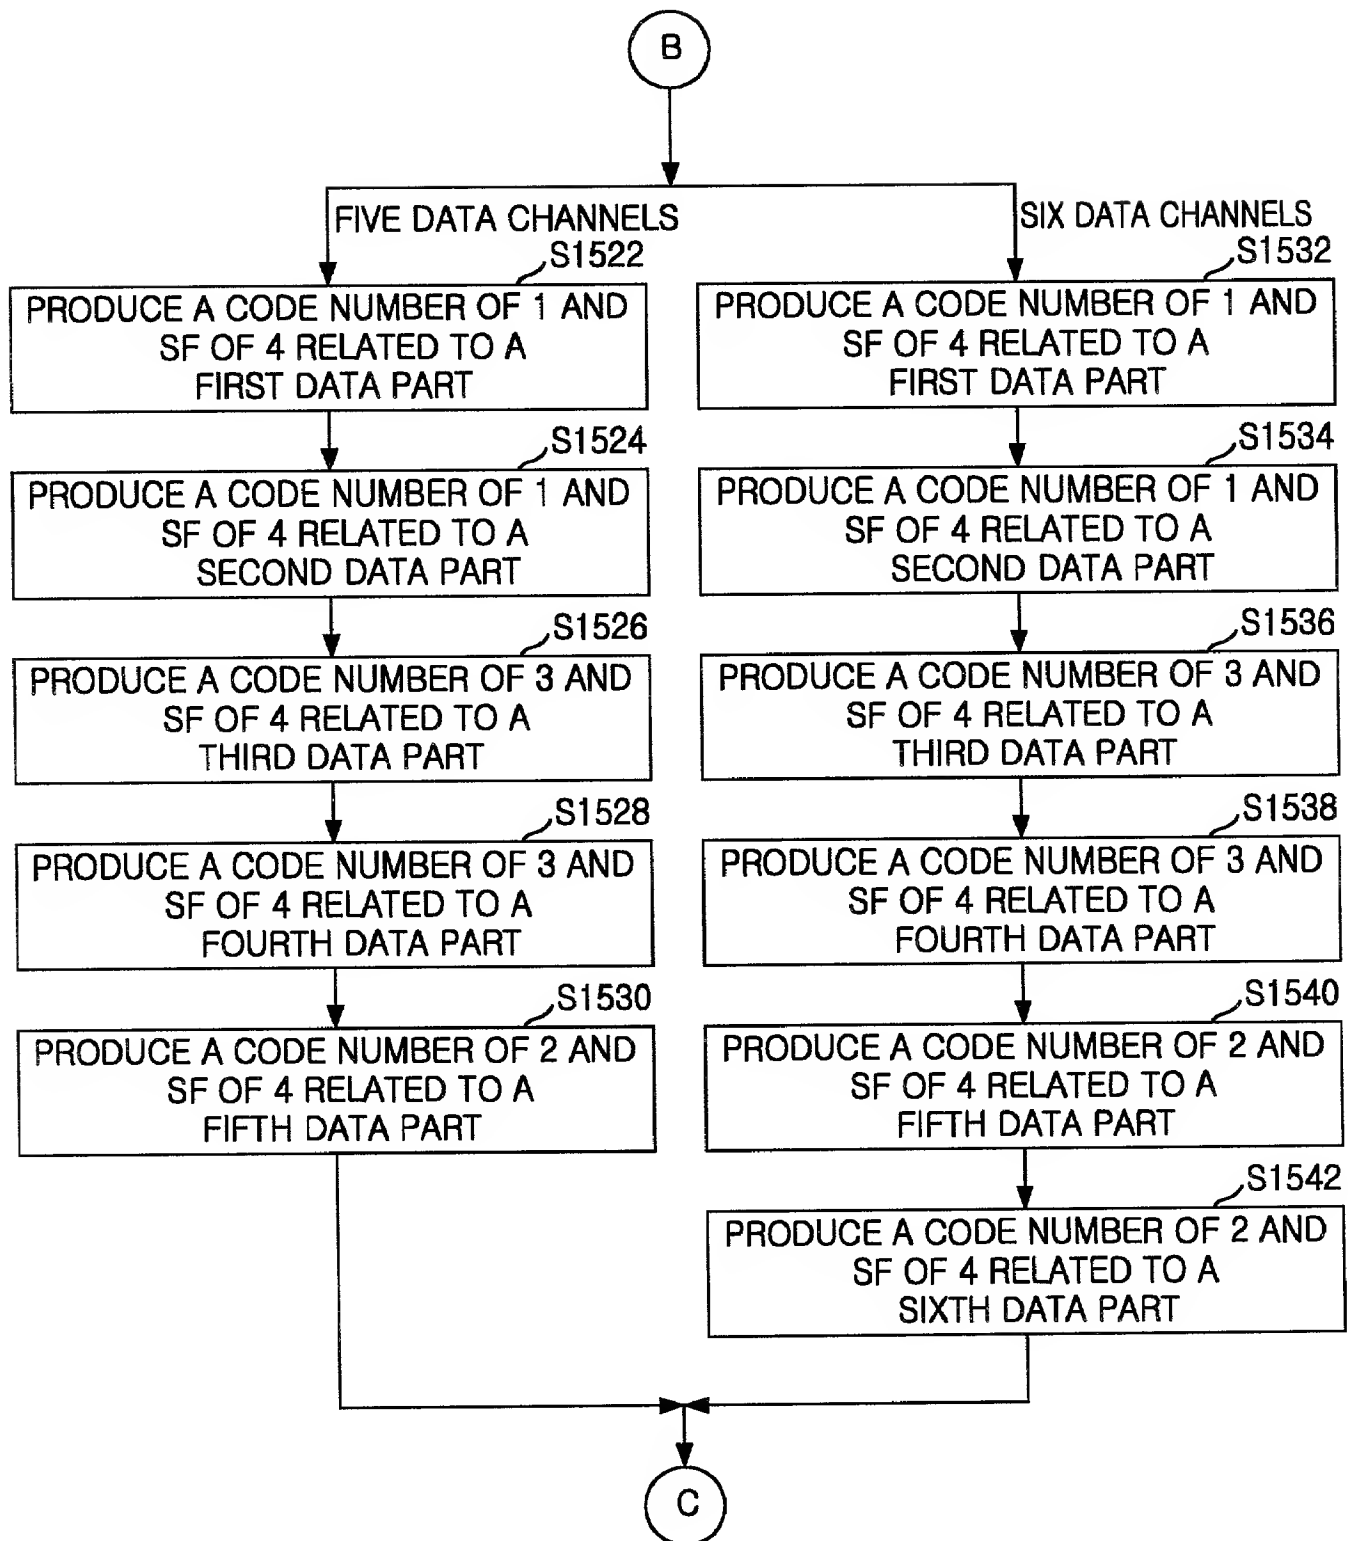 B
FIVE DATA CHANNELS
S1522
PRODUCE A CODE NUMBER OF 1 AND
SF OF 4 RELATED TO A
FIRST DATA PART
S1524
PRODUCE A CODE NUMBER OF 1 AND
SF OF 4 RELATED TO A
SECOND DATA PART
S1526
PRODUCE A CODE NUMBER OF 3 AND
SF OF 4 RELATED TO A
THIRD DATA PART
S1528
PRODUCE A CODE NUMBER OF 3 AND
SF OF 4 RELATED TO A
FOURTH DATA PART
S1530
PRODUCE A CODE NUMBER OF 2 AND
SF OF 4 RELATED TO A
FIFTH DATA PART
SIX DATA CHANNELS
S1532
PRODUCE A CODE NUMBER OF 1 AND
SF OF 4 RELATED TO A
FIRST DATA PART
S1534
PRODUCE A CODE NUMBER OF 1 AND
SF OF 4 RELATED TO A
SECOND DATA PART
S1536
PRODUCE A CODE NUMBER OF 3 AND
SF OF 4 RELATED TO A
THIRD DATA PART
S1538
PRODUCE A CODE NUMBER OF 3 AND
SF OF 4 RELATED TO A
FOURTH DATA PART
S1540
PRODUCE A CODE NUMBER OF 2 AND
SF OF 4 RELATED TO A
FIFTH DATA PART
S1542
PRODUCE A CODE NUMBER OF 2 AND
SF OF 4 RELATED TO A
SIXTH DATA PART
C